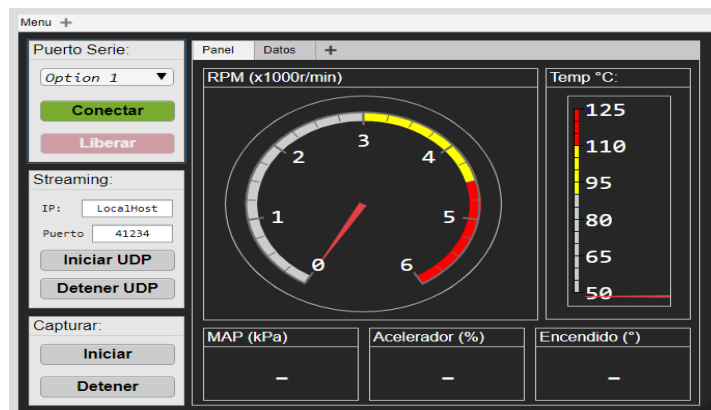 Menu +
Puerto Serie:
Option 1 ▼
Conectar
Liberar
Streaming:
IP: LocalHost
Puerto 41234
Iniciar UDP
Detener UDP
Capturar:
Iniciar
Detener
Panel Datos +
RPM (x1000r/min)
0
1
2
3
4
5
6
Temp °C:
125
110
95
80
65
50
MAP (kPa)
–
Acelerador (%)
–
Encendido (°)
–